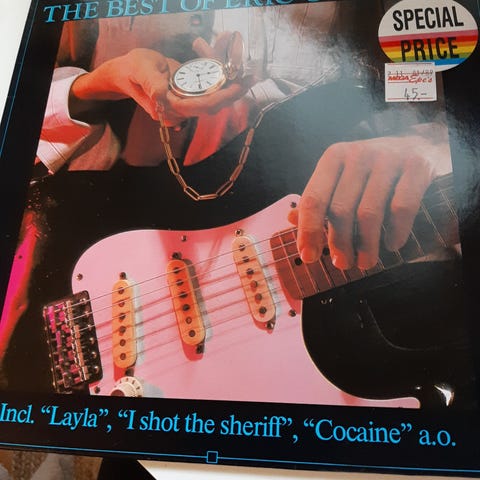 THE BEST OF ERIC
SPECIAL
PRICE
45.-
Incl. “Layla”, “I shot the sheriff”, “Cocaine” a.o.